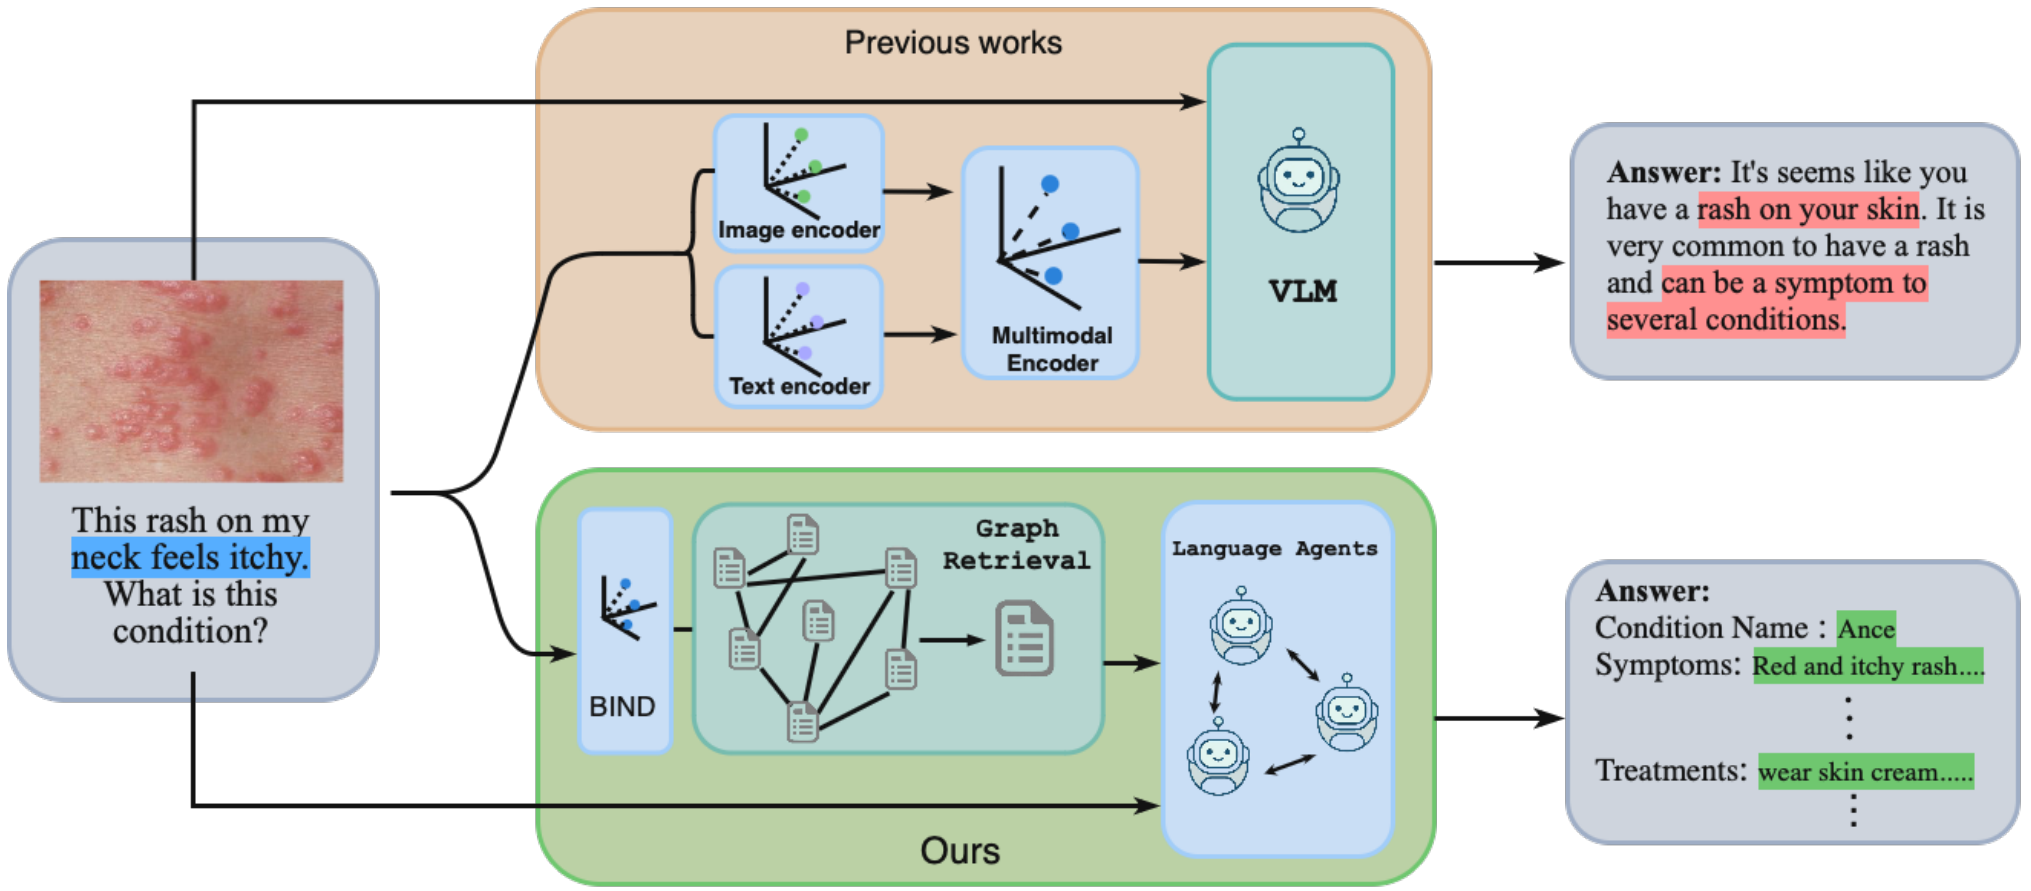 Previous works
Image encoder
Text encoder
Multimodal
Encoder
VLM
Answer: It's seems like you
have a rash on your skin. It is
very common to have a rash
and can be a symptom to
several conditions.
This rash on my
neck feels itchy.
What is this
condition?
BIND
Graph
Retrieval
Language Agents
Ours
Answer:
Condition Name : Ance
Symptoms: Red and itchy rash....
Treatments: wear skin cream.....